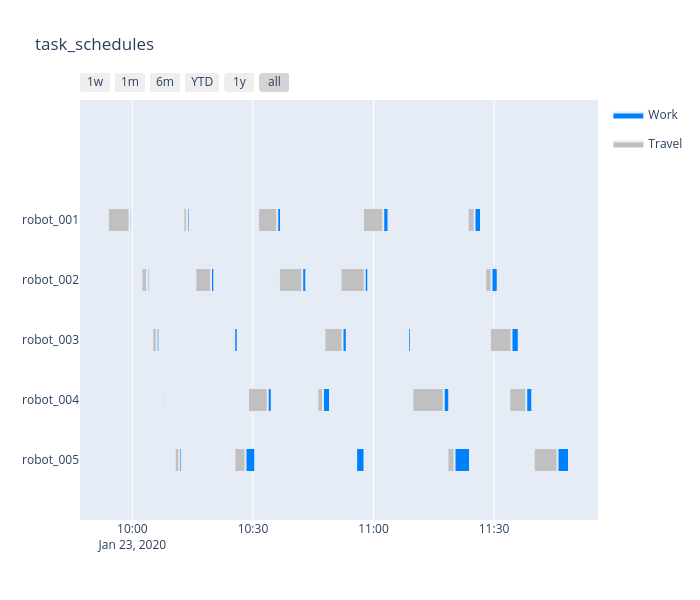 task_schedules
1w 1m 6m YTD 1y all
Work
Travel
robot_001
robot_002
robot_003
robot_004
robot_005
10:00 10:30 11:00 11:30
Jan 23, 2020